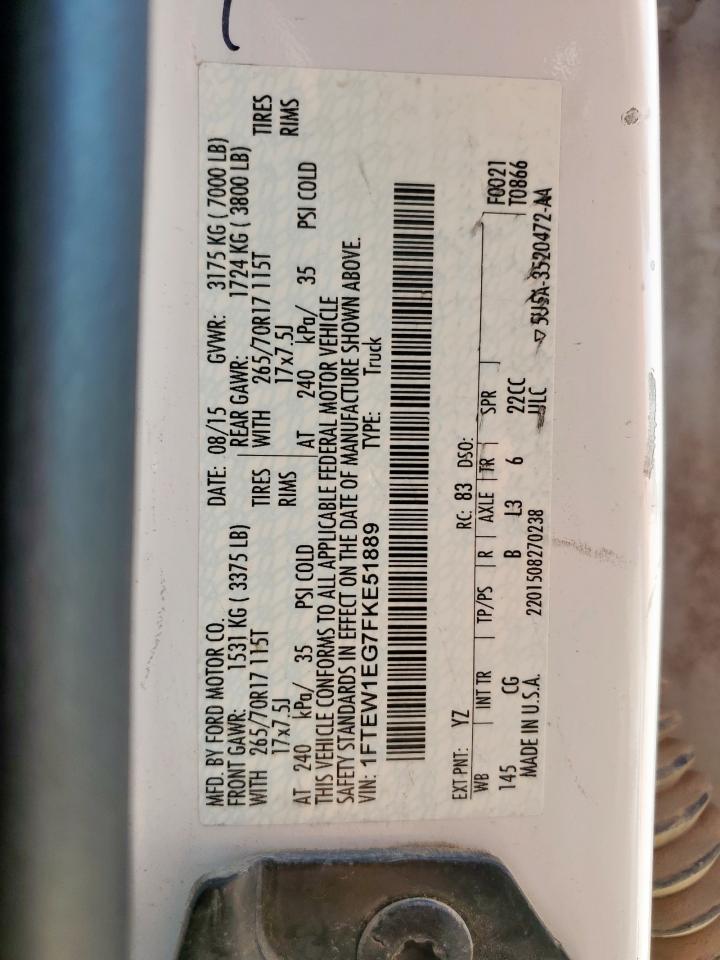 MFD. BY FORD MOTOR CO. DATE: 08/15 GVWR: 3175 KG ( 7000 LB)
FRONT GAWR: 1531 KG ( 3375 LB) REAR GAWR: 1724 KG ( 3800 LB)
WITH 265/70R17 115T TIRES WITH 265/70R17 115T TIRES
17x7.5J RIMS 17x7.5J RIMS
AT 240 kPa/ 35 PSI COLD AT 240 kPa/ 35 PSI COLD
THIS VEHICLE CONFORMS TO ALL APPLICABLE FEDERAL MOTOR VEHICLE
SAFETY STANDARDS IN EFFECT ON THE DATE OF MANUFACTURE SHOWN ABOVE.
VIN: 1FTEW1EG7FKE51889 TYPE: Truck
EXT PNT: YZ RC: 83 DSO:
WB INT TR TP/PS R AXLE TR SPR F0021
145 CG B L3 6 22CC T0866
MADE IN U.S.A. 2201508270238 ULC
▽5U5A-3520472-AA